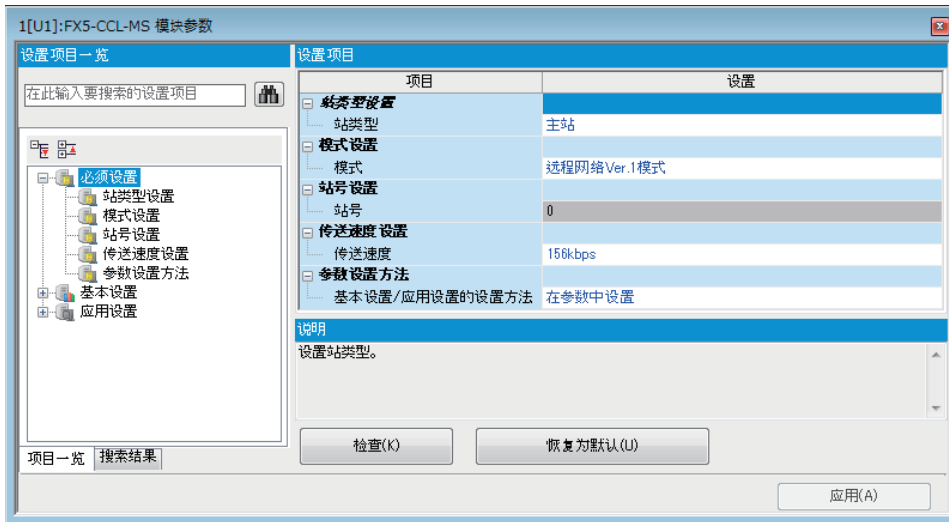 1[U1]:FX5-CCL-MS 模块参数
设置项目一览
在此输入要搜索的设置项目
必须设置
站类型设置
模式设置
站号设置
传送速度设置
参数设置方法
基本设置
应用设置
项目一览 搜索结果
设置项目
项目 设置
站类型设置
站类型 主站
模式设置
模式 远程网络Ver.1模式
站号设置
站号 0
传送速度设置
传送速度 156kbps
参数设置方法
基本设置/应用设置的设置方法 在参数中设置
说明
设置站类型。
检查(K) 恢复为默认(U)
应用(A)